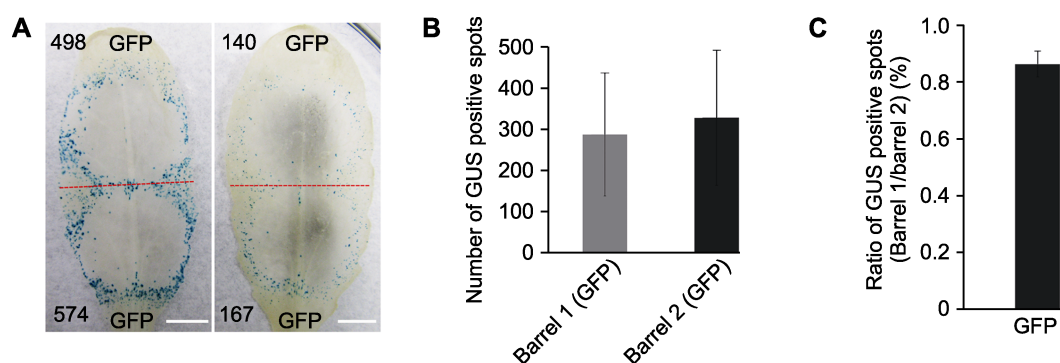 A
498 GFP
574 GFP
140 GFP
167 GFP
B
Number of GUS positive spots
500
400
300
200
100
0
Barrel 1 (GFP)
Barrel 2 (GFP)
C
Ratio of GUS positive spots
(Barrel 1/barrel 2) (%)
1.0
0.8
0.6
0.4
0.2
0
GFP